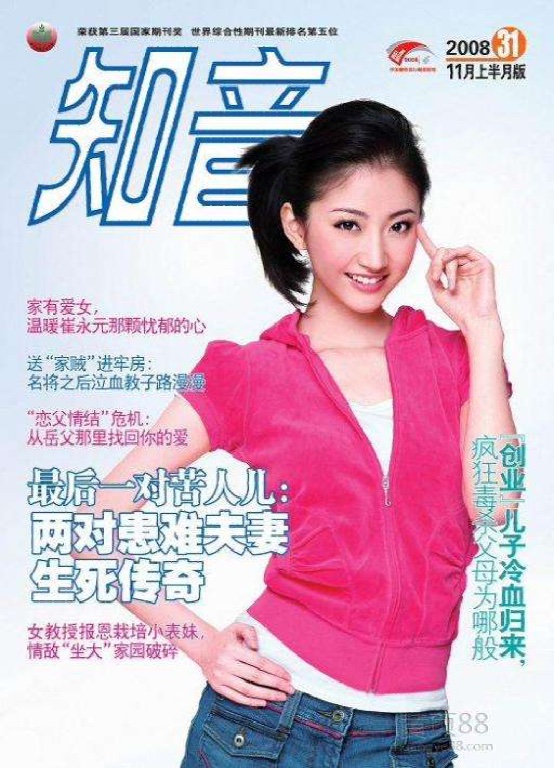 荣获第三届国家期刊奖 世界综合性期刊最新排名第五位
2008 31
11月上半月版
知音
家有爱女，
温暖崔永元那颗忧郁的心
送“家贼”进牢房：
名将之后泣血教子路漫漫
“恋父情结”危机：
从岳父那里找回你的爱
最后一对苦人儿：
两对患难夫妻
生死传奇
女教授报恩栽培小表妹，
情敌“坐大”家园破碎
“创业”儿子冷血归来，
疯狂毒杀父母为哪般